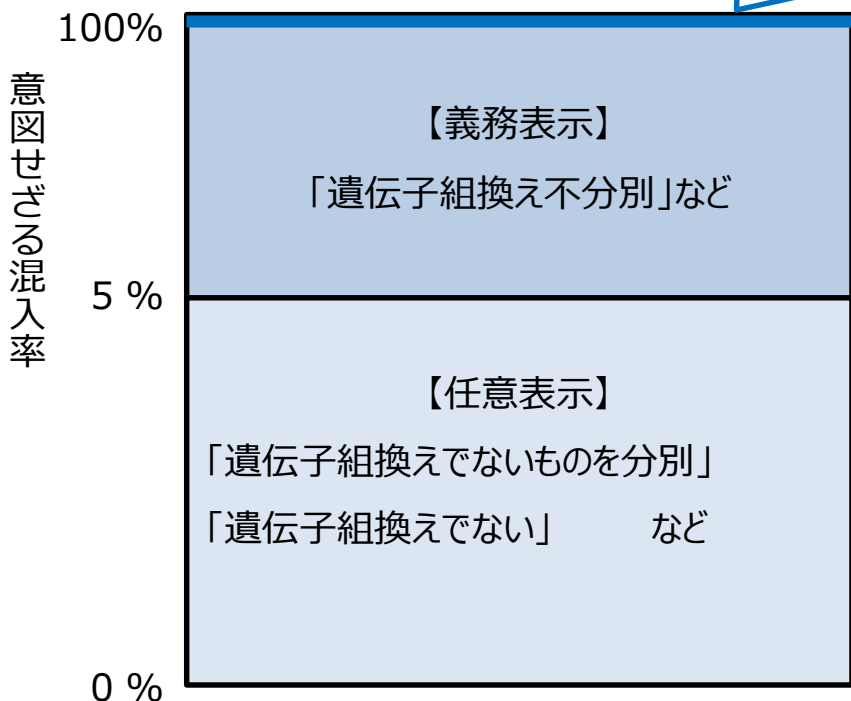 100%
意図せざる混入率
【義務表示】
「遺伝子組換え不分別」など
5 %
【任意表示】
「遺伝子組換えでないものを分別」
「遺伝子組換えでない」 など
0 %